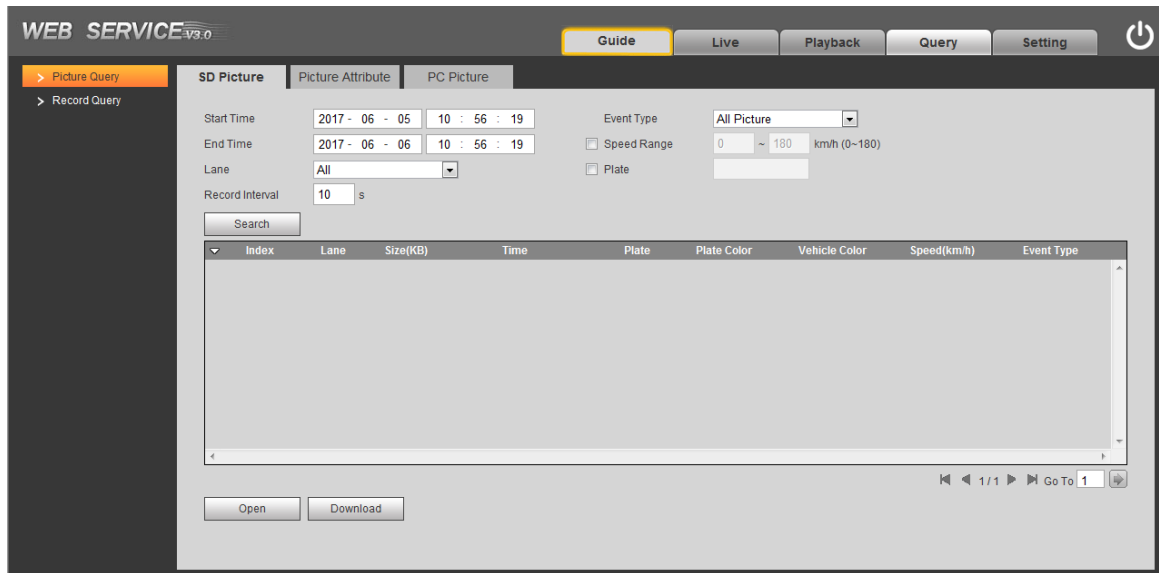 WEB SERVICE V3.0
Guide Live Playback Query Setting
> Picture Query
> Record Query
SD Picture Picture Attribute PC Picture
Start Time 2017 - 06 - 05 10 : 56 : 19 Event Type All Picture
End Time 2017 - 06 - 06 10 : 56 : 19 Speed Range 0 ~ 180 km/h (0~180)
Lane All Plate
Record Interval 10 s
Search
Index Lane Size(KB) Time Plate Plate Color Vehicle Color Speed(km/h) Event Type
1 / 1 Go To 1
Open Download